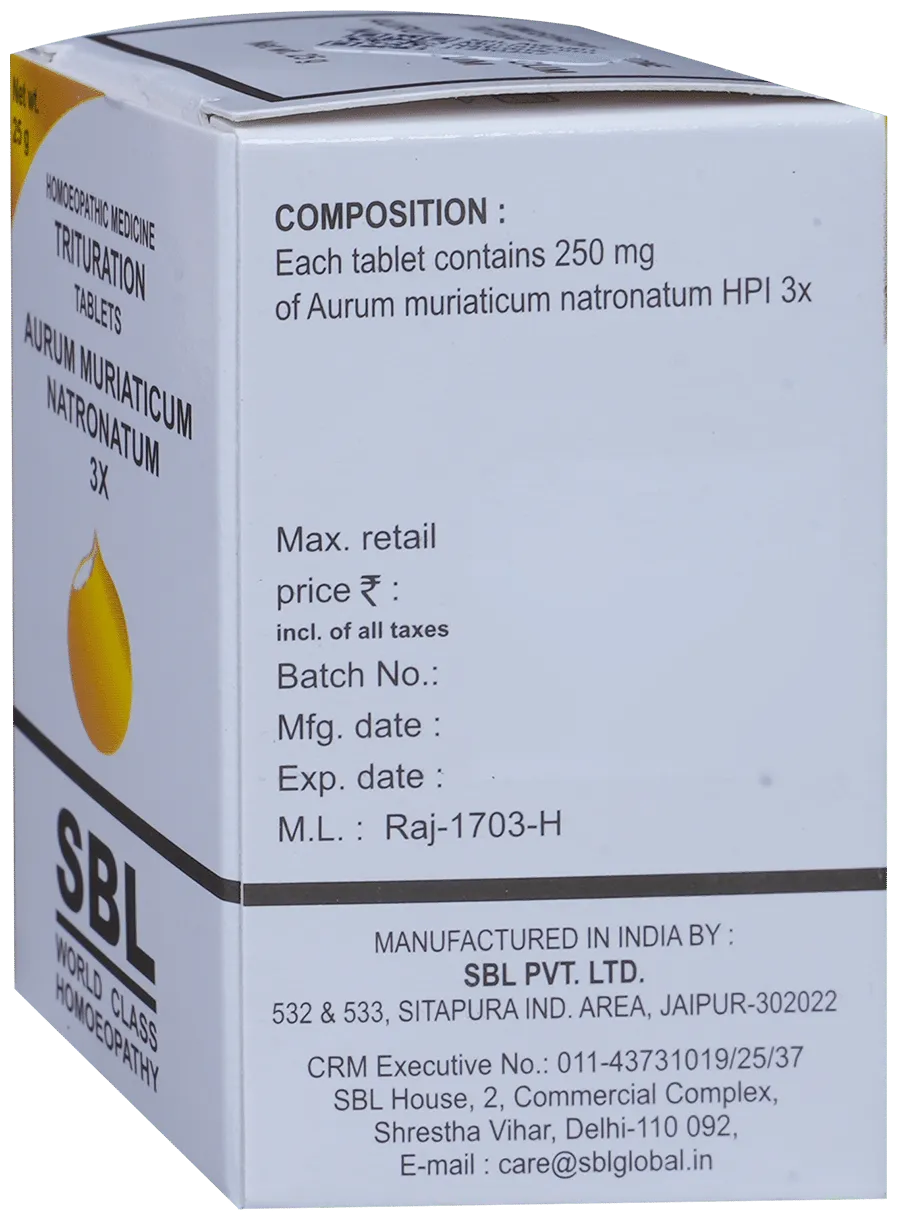 Net wt.
25 g
HOMOEOPATHIC MEDICINE
TRITURATION
TABLETS
AURUM MURIATICUM
NATRONATUM
3X
SBL
WORLD CLASS
HOMOEOPATHY
COMPOSITION :
Each tablet contains 250 mg
of Aurum muriaticum natronatum HPI 3x
Max. retail
price ₹ :
incl. of all taxes
Batch No.:
Mfg. date :
Exp. date :
M.L. : Raj-1703-H
MANUFACTURED IN INDIA BY :
SBL PVT. LTD.
532 & 533, SITAPURA IND. AREA, JAIPUR-302022
CRM Executive No.: 011-43731019/25/37
SBL House, 2, Commercial Complex,
Shrestha Vihar, Delhi-110 092,
E-mail : care@sblglobal.in